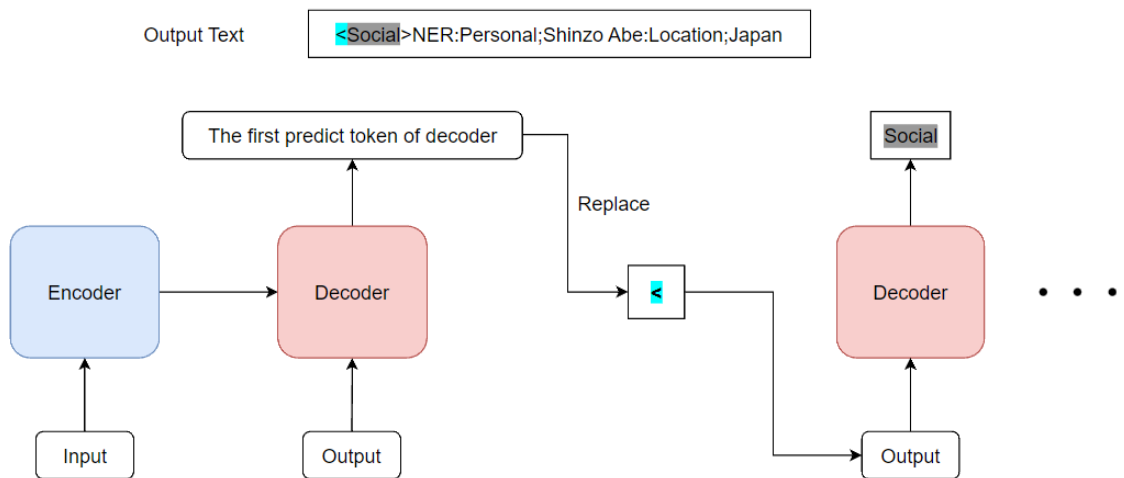 Output Text
<Social>NER:Personal;Shinzo Abe:Location;Japan
The first predict token of decoder
Social
Replace
Encoder
Decoder
<
Decoder
Input
Output
Output